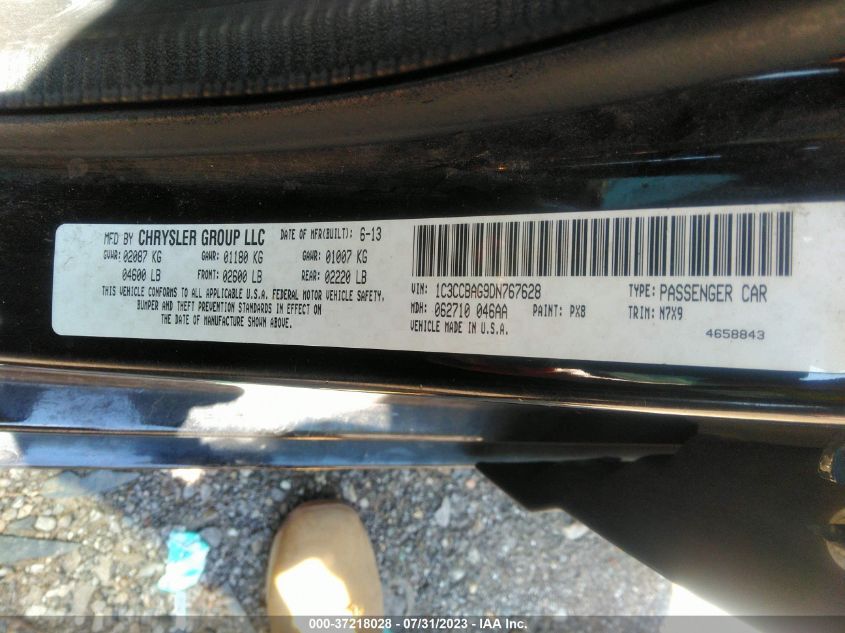 MFD BY CHRYSLER GROUP LLC DATE OF MFR(BUILT): 6-13
GVWR: 02087 KG GAWR: 01180 KG GAWR: 01007 KG
04600 LB FRONT: 02600 LB REAR: 02220 LB
THIS VEHICLE CONFORMS TO ALL APPLICABLE U.S.A. FEDERAL MOTOR VEHICLE SAFETY,
BUMPER AND THEFT PREVENTION STANDARDS IN EFFECT ON
THE DATE OF MANUFACTURE SHOWN ABOVE.
VIN: 1C3CCBAG9DN767628 TYPE: PASSENGER CAR
MDH: 062710 046AA PAINT: PX8 TRIM: N7X9
VEHICLE MADE IN U.S.A. 4658843
000-37218028 - 07/31/2023 - IAA Inc.